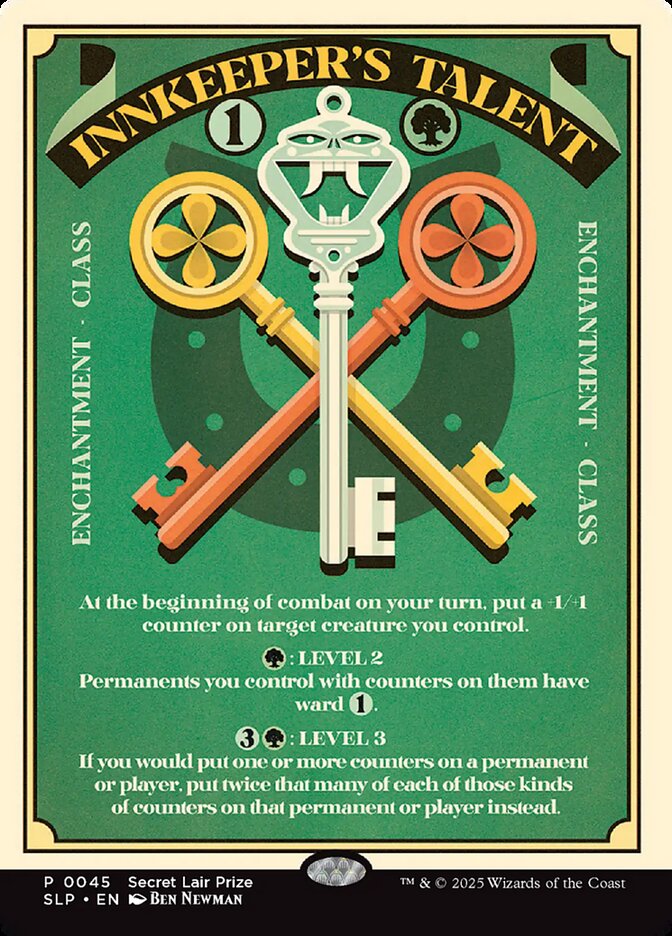 INNKEEPER'S TALENT
1
ENCHANTMENT · CLASS
ENCHANTMENT · CLASS
At the beginning of combat on your turn, put a +1/+1
counter on target creature you control.
: LEVEL 2
Permanents you control with counters on them have
ward 1.
3 : LEVEL 3
If you would put one or more counters on a permanent
or player, put twice that many of each of those kinds
of counters on that permanent or player instead.
P 0045 Secret Lair Prize
SLP • EN BEN NEWMAN
™ & © 2025 Wizards of the Coast